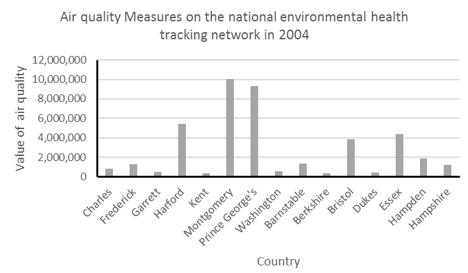 Air quality Measures on the national environmental health
tracking network in 2004
Value of air quality
12,000,000
10,000,000
8,000,000
6,000,000
4,000,000
2,000,000
0
Charles
Frederick
Garrett
Harford
Kent
Montgomery
Prince George's
Washington
Barnstable
Berkshire
Bristol
Dukes
Essex
Hampden
Hampshire
Country